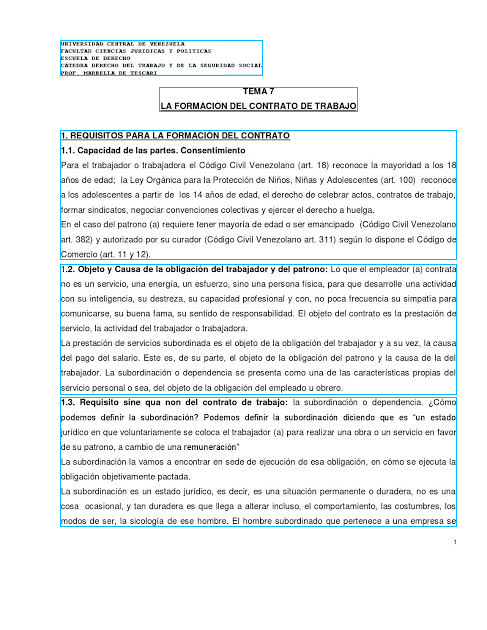 UNIVERSIDAD CENTRAL DE VENEZUELA
FACULTAD CIENCIAS JURIDICAS Y POLITICAS
ESCUELA DE DERECHO
CATEDRA DERECHO DEL TRABAJO Y DE LA SEGURIDAD SOCIAL
PROF. MARBELLA DE TESCARI
TEMA 7
LA FORMACION DEL CONTRATO DE TRABAJO
1. REQUISITOS PARA LA FORMACION DEL CONTRATO
1.1. Capacidad de las partes. Consentimiento
Para el trabajador o trabajadora el Código Civil Venezolano (art. 18) reconoce la mayoridad a los 18
años de edad; la Ley Orgánica para la Protección de Niños, Niñas y Adolescentes (art. 100) reconoce
a los adolescentes a partir de los 14 años de edad, el derecho de celebrar actos, contratos de trabajo,
formar sindicatos, negociar convenciones colectivas y ejercer el derecho a huelga.
En el caso del patrono (a) requiere tener mayoría de edad o ser emancipado (Código Civil Venezolano
art. 382) y autorizado por su curador (Código Civil Venezolano art. 311) según lo dispone el Código de
Comercio (art. 11 y 12).
1.2. Objeto y Causa de la obligación del trabajador y del patrono: Lo que el empleador (a) contrata
no es un servicio, una energía, un esfuerzo, sino una persona física, para que desarrolle una actividad
con su inteligencia, su destreza, su capacidad profesional y con, no poca frecuencia su simpatía para
comunicarse, su buena fama, su sentido de responsabilidad. El objeto del contrato es la prestación de
servicio, la actividad del trabajador o trabajadora.
La prestación de servicios subordinada es el objeto de la obligación del trabajador y a su vez, la causa
del pago del salario. Este es, de su parte, el objeto de la obligación del patrono y la causa de la del
trabajador. La subordinación o dependencia se presenta como una de las características propias del
servicio personal o sea, del objeto de la obligación del empleado u obrero.
1.3. Requisito sine qua non del contrato de trabajo: la subordinación o dependencia. ¿Cómo
podemos definir la subordinación? Podemos definir la subordinación diciendo que es "un estado
jurídico en que voluntariamente se coloca el trabajador (a) para realizar una obra o un servicio en favor
de su patrono, a cambio de una remuneración"
La subordinación la vamos a encontrar en sede de ejecución de esa obligación, en cómo se ejecuta la
obligación objetivamente pactada.
La subordinación es un estado jurídico, es decir, es una situación permanente o duradera, no es una
cosa ocasional, y tan duradera es que llega a alterar incluso, el comportamiento, las costumbres, los
modos de ser, la sicología de ese hombre. El hombre subordinado que pertenece a una empresa se
1